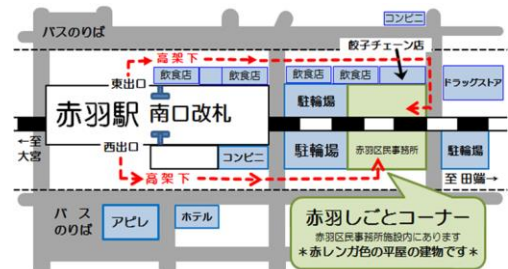 コンビニ
バスのりば
餃子チェーン店
高架下
東出口
飲食店
飲食店
飲食店
飲食店
ドラッグストア
赤羽駅
南口改札
駐輪場
←至
大宮
西出口
コンビニ
駐輪場
赤羽区民事務所
駐輪場
高架下
至田端→
バス
のりば
アピレ
ホテル
赤羽しごとコーナー
赤羽区民事務所施設内にあります
*赤レンガ色の平屋の建物です*